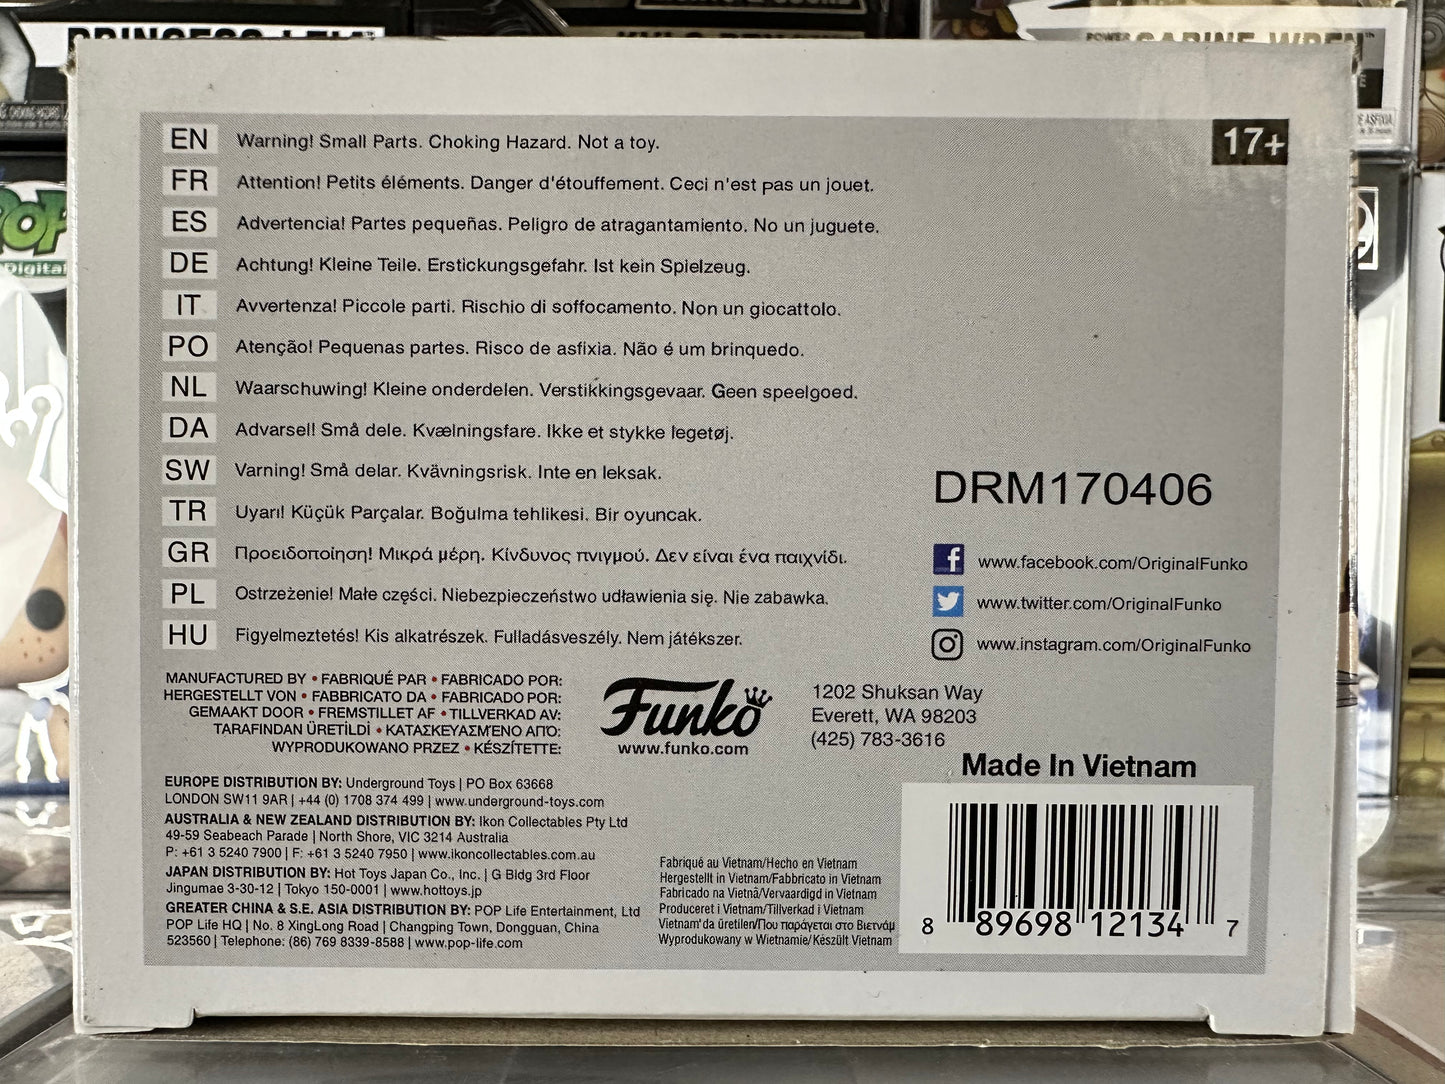 PRINCESS LEIA
POWER SABINE WREN™
POP
Digital
17+
EN Warning! Small Parts. Choking Hazard. Not a toy.
FR Attention! Petits éléments. Danger d'étouffement. Ceci n'est pas un jouet.
ES Advertencia! Partes pequeñas. Peligro de atragantamiento. No un juguete.
DE Achtung! Kleine Teile. Erstickungsgefahr. Ist kein Spielzeug.
IT Avvertenza! Piccole parti. Rischio di soffocamento. Non un giocattolo.
PO Atenção! Pequenas partes. Risco de asfixia. Não é um brinquedo.
NL Waarschuwing! Kleine onderdelen. Verstikkingsgevaar. Geen speelgoed.
DA Advarsel! Små dele. Kvælningsfare. Ikke et stykke legetøj.
SW Varning! Små delar. Kvävningsrisk. Inte en leksak.
TR Uyarı! Küçük Parçalar. Boğulma tehlikesi. Bir oyuncak.
GR Προειδοποίηση! Μικρά μέρη. Κίνδυνος πνιγμού. Δεν είναι ένα παιχνίδι.
PL Ostrzeżenie! Małe części. Niebezpieczeństwo udławienia się. Nie zabawka.
HU Figyelmeztetés! Kis alkatrészek. Fulladásveszély. Nem játékszer.
DRM170406
www.facebook.com/OriginalFunko
www.twitter.com/OriginalFunko
www.instagram.com/OriginalFunko
MANUFACTURED BY • FABRIQUÉ PAR • FABRICADO POR:
HERGESTELLT VON • FABBRICATO DA • FABRICADO POR:
GEMAAKT DOOR • FREMSTILLET AF • TILLVERKAD AV:
TARAFINDAN ÜRETİLDİ • ΚΑΤΑΣΚΕΥΑΣΜΈΝΟ ΑΠΌ:
WYPRODUKOWANO PRZEZ • KÉSZÍTETTE:
Funko
www.funko.com
1202 Shuksan Way
Everett, WA 98203
(425) 783-3616
Made In Vietnam
EUROPE DISTRIBUTION BY: Underground Toys | PO Box 63668
LONDON SW11 9AR | +44 (0) 1708 374 499 | www.underground-toys.com
AUSTRALIA & NEW ZEALAND DISTRIBUTION BY: Ikon Collectables Pty Ltd
49-59 Seabeach Parade | North Shore, VIC 3214 Australia
P: +61 3 5240 7900 | F: +61 3 5240 7950 | www.ikoncollectables.com.au
JAPAN DISTRIBUTION BY: Hot Toys Japan Co., Inc. | G Bldg 3rd Floor
Jingumae 3-30-12 | Tokyo 150-0001 | www.hottoys.jp
GREATER CHINA & S.E. ASIA DISTRIBUTION BY: POP Life Entertainment, Ltd
POP Life HQ | No. 8 XingLong Road | Changping Town, Dongguan, China
523560 | Telephone: (86) 769 8339-8588 | www.pop-life.com
Fabriqué au Vietnam/Hecho en Vietnam
Hergestellt in Vietnam/Fabbricato in Vietnam
Fabricado na Vietnã/Vervaardigd in Vietnam
Produceret i Vietnam/Tillverkad i Vietnam
Vietnam'da üretilen/Που παράγεται στο Βιετνάμ
Wyprodukowany w Wietnamie/Készült Vietnam
8 89698 12134 7